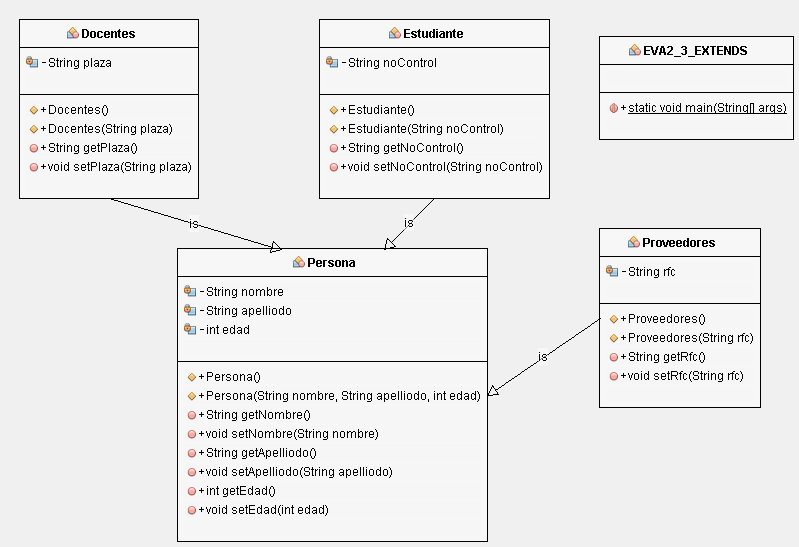 Docentes
-String plaza
+Docentes()
+Docentes(String plaza)
+String getPlaza()
+void setPlaza(String plaza)
Estudiante
-String noControl
+Estudiante()
+Estudiante(String noControl)
+String getNoControl()
+void setNoControl(String noControl)
EVA2_3_EXTENDS
+static void main(String[] args)
is
is
Persona
-String nombre
-String apelliodo
-int edad
+Persona()
+Persona(String nombre, String apelliodo, int edad)
+String getNombre()
+void setNombre(String nombre)
+String getApelliodo()
+void setApelliodo(String apelliodo)
+int getEdad()
+void setEdad(int edad)
is
Proveedores
-String rfc
+Proveedores()
+Proveedores(String rfc)
+String getRfc()
+void setRfc(String rfc)